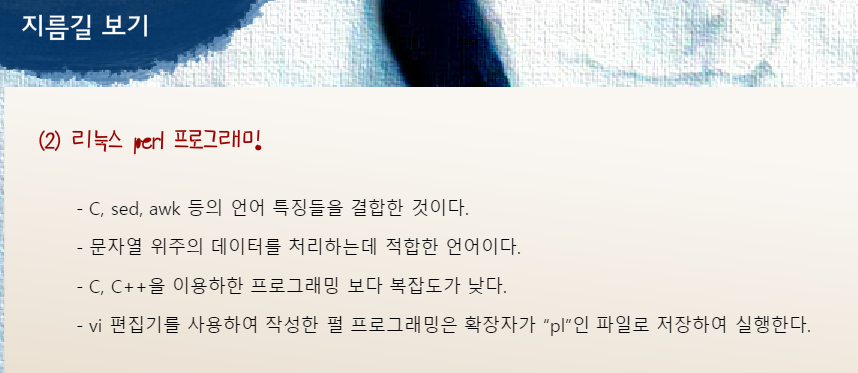 지름길 보기
(2) 리눅스 perl 프로그래밍
- C, sed, awk 등의 언어 특징들을 결합한 것이다.
- 문자열 위주의 데이터를 처리하는데 적합한 언어이다.
- C, C++을 이용하한 프로그래밍 보다 복잡도가 낮다.
- vi 편집기를 사용하여 작성한 펄 프로그래밍은 확장자가 “pl”인 파일로 저장하여 실행한다.